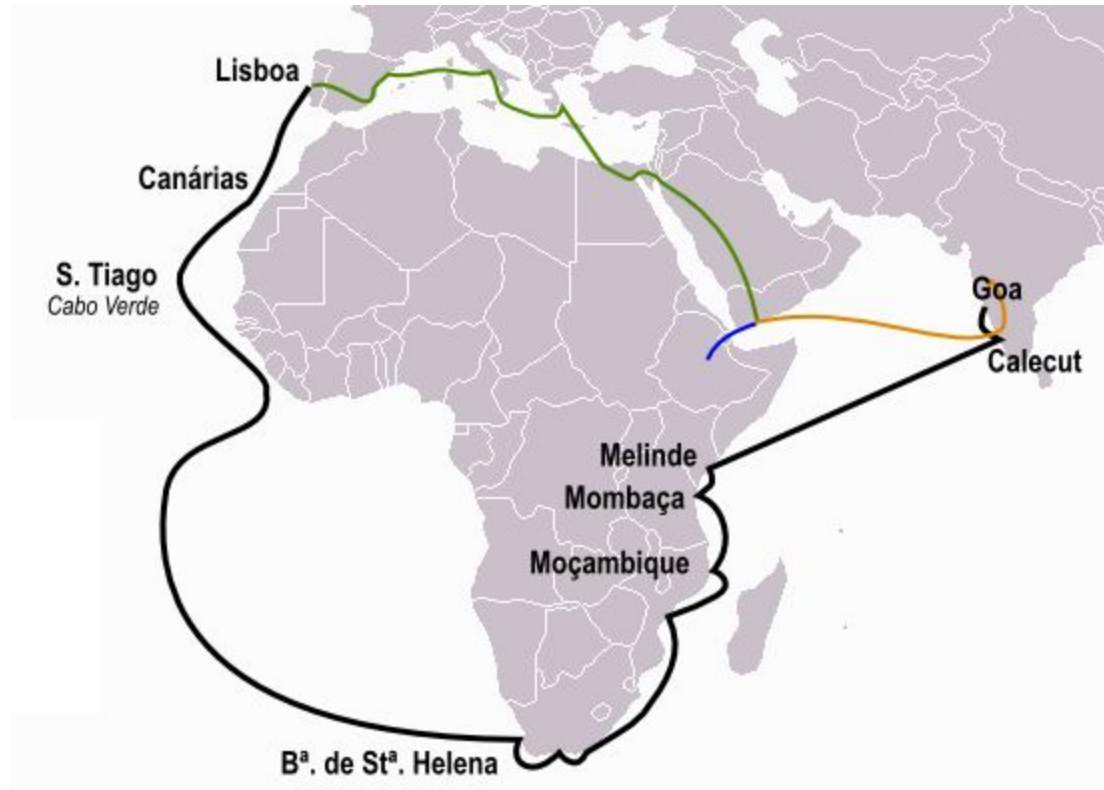 Lisboa
Canárias
S. Tiago
Cabo Verde
Goa
Calecut
Melinde
Mombaça
Moçambique
Bª. de Stª. Helena